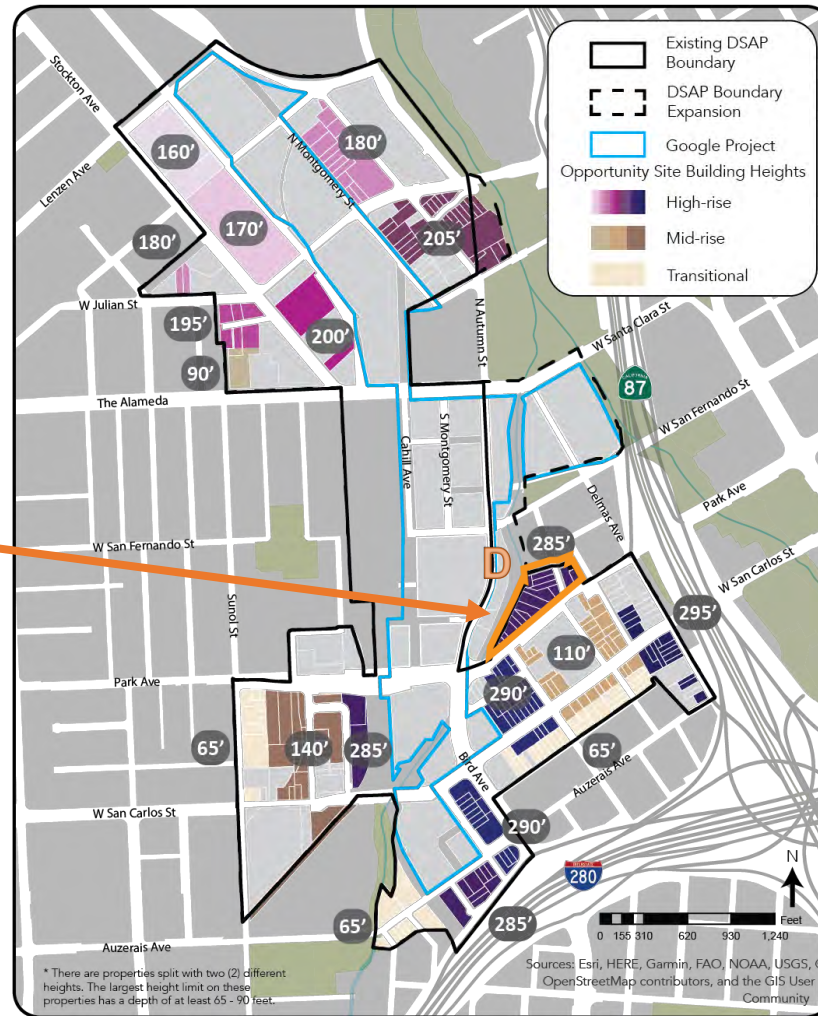 Existing DSAP
Boundary
DSAP Boundary
Expansion
Google Project
Opportunity Site Building Heights
High-rise
Mid-rise
Transitional
Stockton Ave
Lenzen Ave
160'
180'
N Montgomery St
170'
205'
180'
W Julian St
195'
200'
90'
N Autumn St
W Santa Clara St
CALIFORNIA
87
The Alameda
S Montgomery St
Cahill Ave
W San Fernando St
Park Ave
Delmas Ave
W San Fernando St
W San Carlos St
285'
D
Sunol St
295'
110'
Park Ave
290'
65'
140'
285'
65'
Bird Ave
Auzerais Ave
W San Carlos St
290'
280
N
65'
285'
Feet
0 155 310 620 930 1,240
Auzerais Ave
* There are properties split with two (2) different
heights. The largest height limit on these
properties has a depth of at least 65 - 90 feet.
Sources: Esri, HERE, Garmin, FAO, NOAA, USGS,
OpenStreetMap contributors, and the GIS User
Community